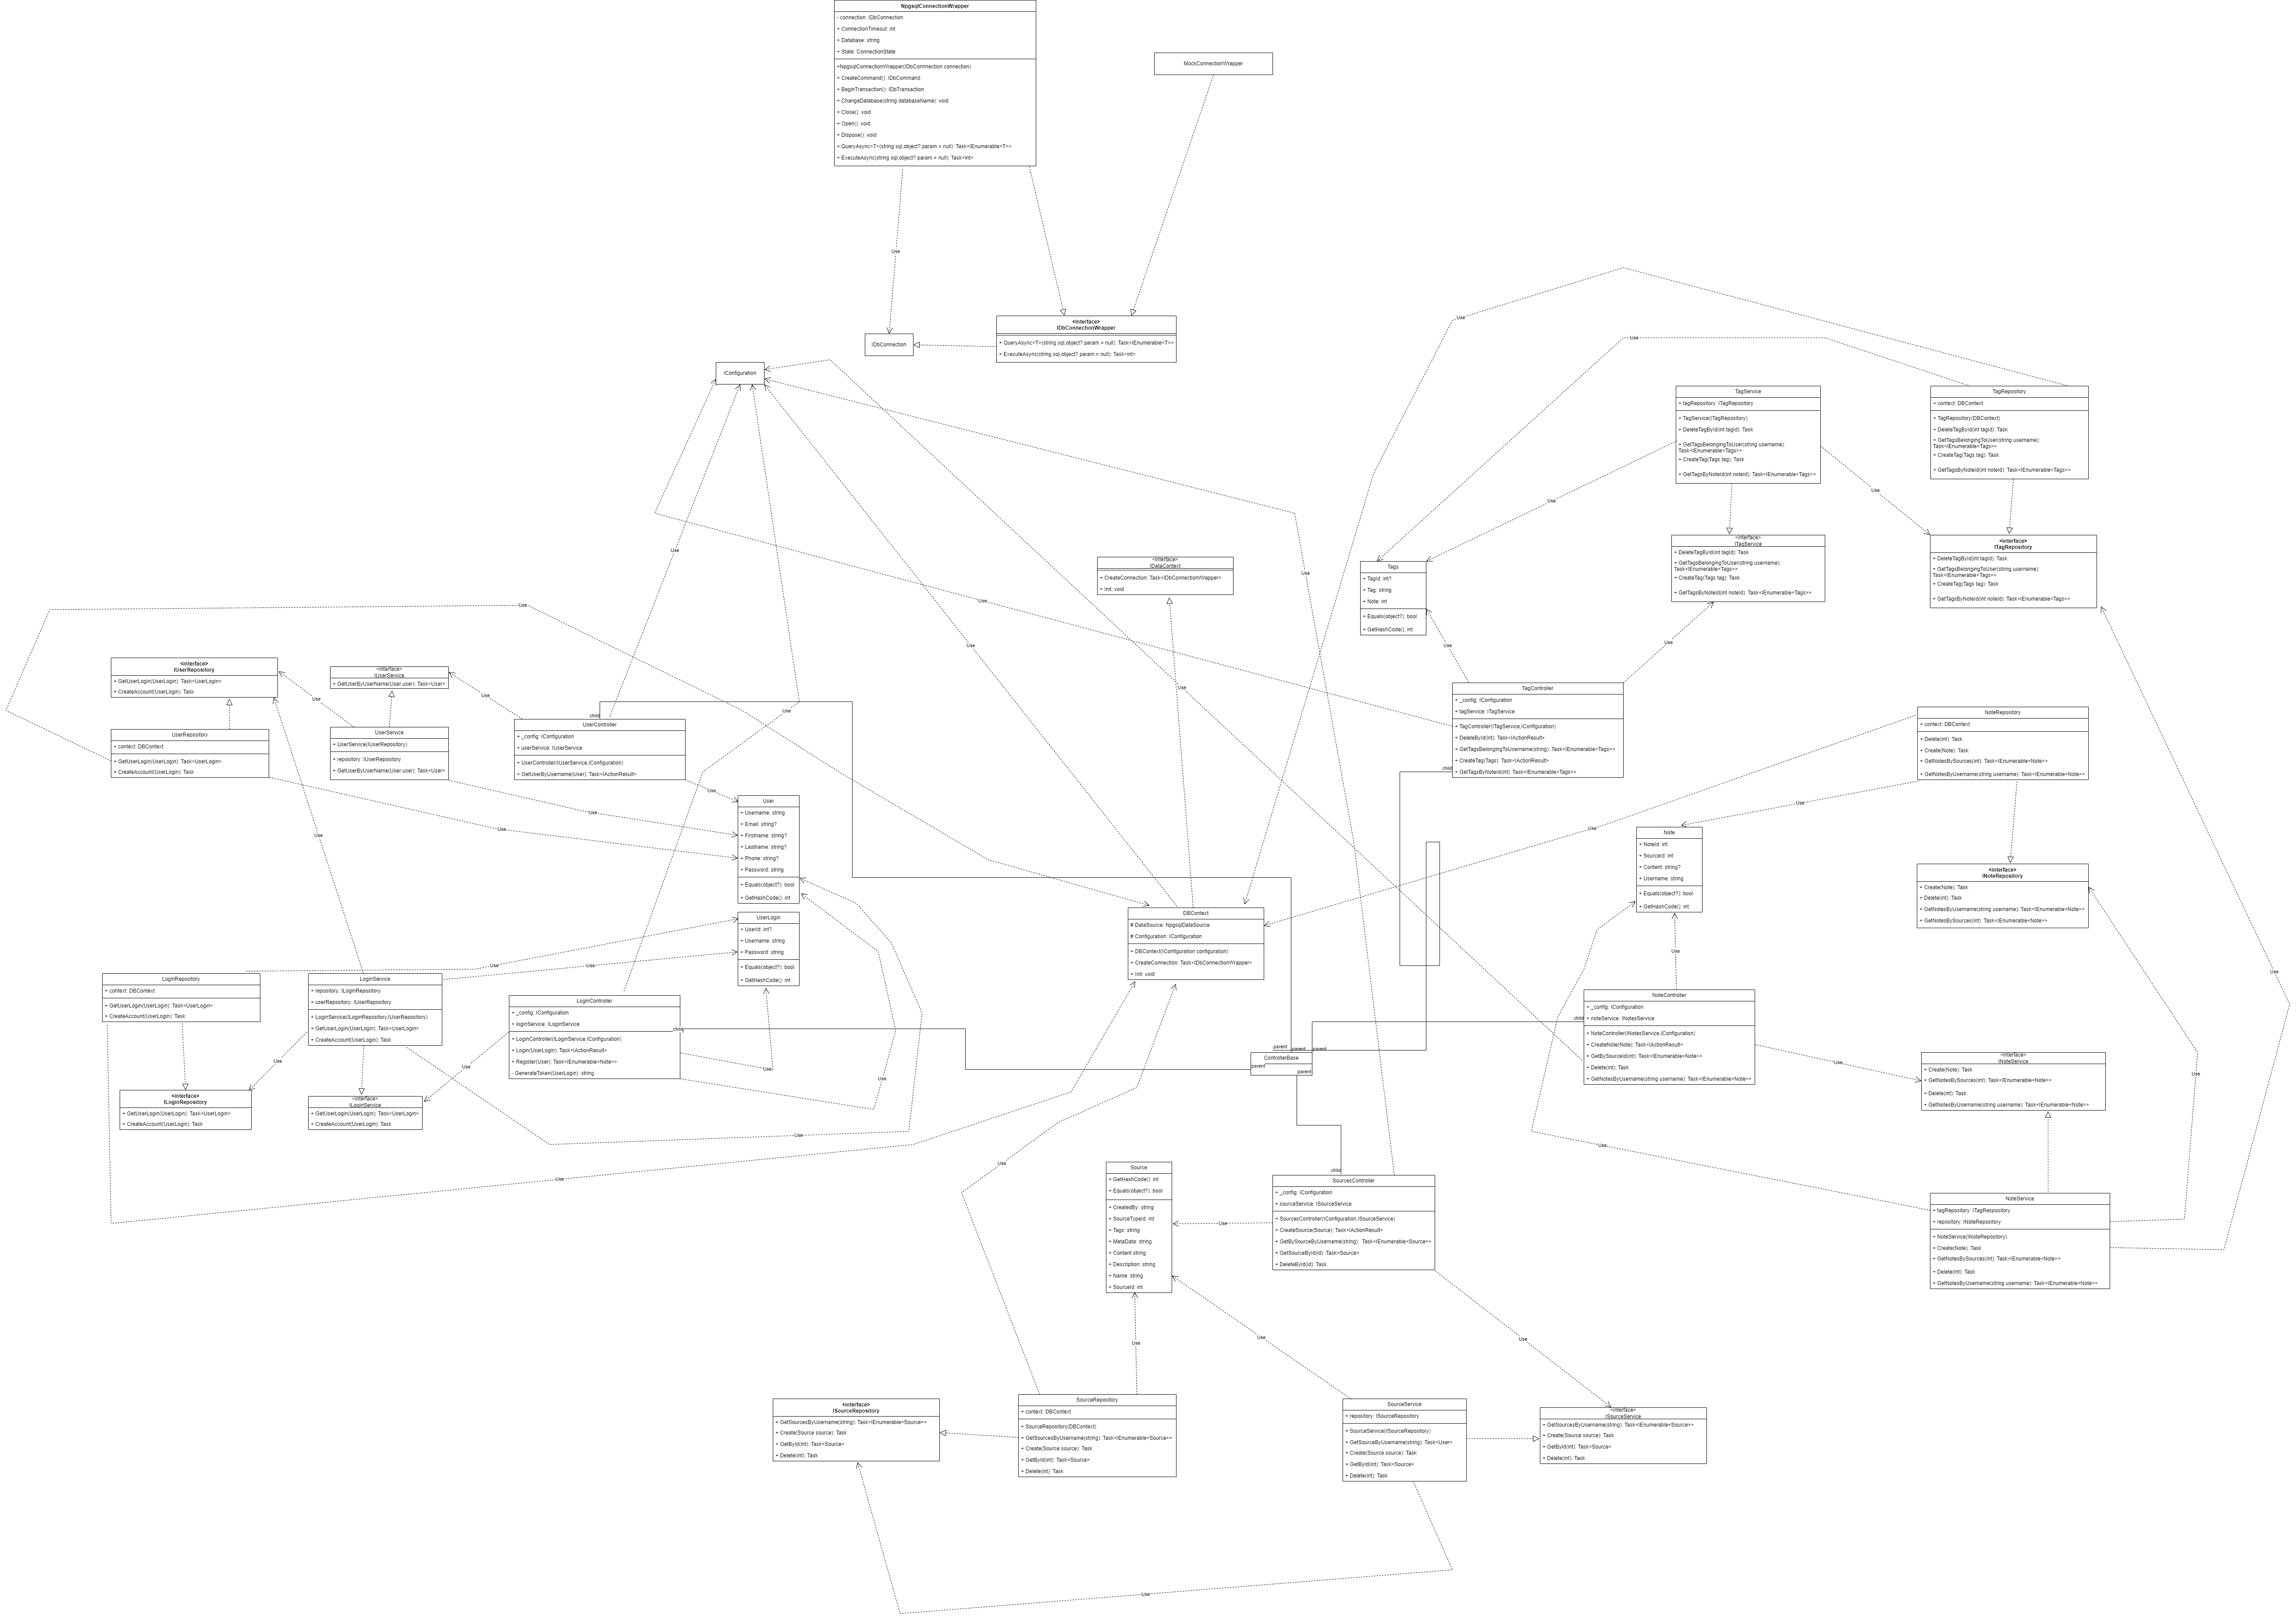 NpgsqlConnectionWrapper
- connection: IDbConnection
+ ConnectionTimeout: int
+ Database: string
+ State: ConnectionState
+NpgsqlConnectionWrapper(IDbConnnection connection)
+ CreateCommand(): IDbCommand
+ BeginTransaction(): IDbTransaction
+ ChangeDatabase(string databaseName): void
+ Close(): void
+ Open(): void
+ Dispose(): void
+ QueryAsync<T>(string sql,object? param = null): Task<IEnumerable<T>>
+ ExecuteAsync(string sql,object? param = null): Task<int>
MockConnectionWrapper
Use
<interface>
IDbConnectionWrapper
+ QueryAsync<T>(string sql,object? param = null): Task<IEnumerable<T>>
+ ExecuteAsync(string sql,object? param = null): Task<int>
IDbConnection
IConfiguration
Use
Use
TagService
+ tagRepository: ITagRepository
+ TagService(ITagRepository)
+ DeleteTagById(int tagId): Task
+ GetTagsBelongingToUser(string username):
Task<IEnumerable<Tags>>
+ CreateTag(Tags tag): Task
+ GetTagsByNoteId(int noteId): Task<IEnumerable<Tags>>
TagRepository
+ context: DBContext
+ TagRepository(DBContext)
+ DeleteTagById(int tagId): Task
+ GetTagsBelongingToUser(string username):
Task<IEnumerable<Tags>>
+ CreateTag(Tags tag): Task
+ GetTagsByNoteId(int noteId): Task<IEnumerable<Tags>>
Use
Use
<interface>
ITagService
+ DeleteTagById(int tagId): Task
+ GetTagsBelongingToUser(string username):
Task<IEnumerable<Tags>>
+ CreateTag(Tags tag): Task
+ GetTagsByNoteId(int noteId): Task<IEnumerable<Tags>>
<interface>
ITagRepository
+ DeleteTagById(int tagId): Task
+ GetTagsBelongingToUser(string username):
Task<IEnumerable<Tags>>
+ CreateTag(Tags tag): Task
+ GetTagsByNoteId(int noteId): Task<IEnumerable<Tags>>
<Interface>
IDataContext
+ CreateConnection: Task<IDbConnectionWrapper>
+ Init: void
Tags
+ TagId: int?
+ Tag: string
+ Note: int
+ Equals(object?): bool
+ GetHashCode(): int
Use
Use
Use
Use
Use
Use
Use
Use
<interface>
IUserRepository
+ GetUserLogin(UserLogin): Task<UserLogin>
+ CreateAccount(UserLogin): Task
<interface>
IUserService
+ GetUserByUserName(User user): Task<User>
Use
Use
Use
UserRepository
+ context: DBContext
+ GetUserLogin(UserLogin): Task<UserLogin>
+ CreateAccount(UserLogin): Task
UserService
+ UserService(IUserRepository)
+ repository: IUserRepository
+ GetUserByUserName(User user): Task<User>
child
UserController
+ _config: IConfiguration
+ userService: IUserService
+ UserController(IUserService,IConfiguration)
+ GetUserByUsername(User): Task<IActionResult>
TagController
+ _config: IConfiguration
+ tagService: ITagService
+ TagController(ITagService,IConfiguration)
+ DeleteById(int): Task<IActionResult>
+ GetTagsBelongingToUsername(string): Task<IEnumerable<Tags>>
+ CreateTag(Tags): Task<IActionResult>
+ GetTagsByNoteId(int): Task<IEnumerable<Tags>>
child
NoteRepository
+ context: DBContext
+ Delete(int): Task
+ Create(Note): Task
+ GetNotesBySources(int): Task<IEnumerable<Note>>
+ GetNotesByUsername(string username): Task<IEnumerable<Note>>
Use
User
+ Username: string
+ Email: string?
+ Firstname: string?
+ Lastname: string?
+ Phone: string?
+ Password: string
+ Equals(object?): bool
+ GetHashCode(): int
Use
Use
Use
Use
Use
Note
+ NoteId: int
+ SourceId: int
+ Content: string?
+ Username: string
+ Equals(object?): bool
+ GetHashCode(): int
<interface>
INoteRepository
+ Create(Note): Task
+ Delete(int): Task
+ GetNotesByUsername(string username): Task<IEnumerable<Note>>
+ GetNotesBySources(int): Task<IEnumerable<Note>>
UserLogin
+ UserId: int?
+ Username: string
+ Password: string
+ Equals(object?): bool
+ GetHashCode(): int
DBContext
# DataSource: NpgsqlDataSource
# Configuration: IConfiguration
+ DBContext(IConfiguration configuration)
+ CreateConnection: Task<IDbConnectionWrapper>
+ Init: void
Use
Use
Use
Use
LoginRepository
+ context: DBContext
+ GetUserLogin(UserLogin): Task<UserLogin>
+ CreateAccount(UserLogin): Task
LoginService
+ repository: ILoginRepository
+ userRepository: IUserRepository
+ LoginService(ILoginRepository,IUserRepository)
+ GetUserLogin(UserLogin): Task<UserLogin>
+ CreateAccount(UserLogin): Task
LoginController
+ _config: IConfiguration
+ loginService: ILoginService
+ LoginController(ILoginService,IConfiguration)
+ Login(UserLogin): Task<IActionResult>
+ Register(User): Task<IEnumerable<Note>>
- GenerateToken(UserLogin): string
child
NoteController
+ _config: IConfiguration
+ noteService: INotesService
+ NoteController(INotesService,IConfiguration)
+ CreateNote(Note): Task<IActionResult>
+ GetBySourceId(int): Task<IEnumerable<Note>>
+ Delete(int): Task
+ GetNotesByUsername(string username): Task<IEnumerable<Note>>
child
parent
parent
parent
ControllerBase
parent
parent
Use
Use
Use
Use
Use
Use
<interface>
INoteService
+ Create(Note): Task
+ GetNotesBySources(int): Task<IEnumerable<Note>>
+ Delete(int): Task
+ GetNotesByUsername(string username): Task<IEnumerable<Note>>
<interface>
ILoginRepository
+ GetUserLogin(UserLogin): Task<UserLogin>
+ CreateAccount(UserLogin): Task
<interface>
ILoginService
+ GetUserLogin(UserLogin): Task<UserLogin>
+ CreateAccount(UserLogin): Task
Use
Use
Use
Use
child
Source
+ GetHashCode(): int
+ Equals(object?): bool
+ CreatedBy: string
+ SourceTypeId: int
+ Tags: string
+ MetaData: string
+ Content:string
+ Description: string
+ Name: string
+ SourceId: int
Use
SourcesController
+ _config: IConfiguration
+ sourceService: ISourceService
+ SourcesController(IConfiguration,ISourceService)
+ CreateSource(Source): Task<IActionResult>
+ GetBySourceByUsername(string): Task<IEnumerable<Source>>
+ GetSourceById(id): Task<Source>
+ DeleteById(id): Task
NoteService
+ tagRepository: ITagRespository
+ repository: INoteRepository
+ NoteService(INoteRepository)
+ Create(Note): Task
+ GetNotesBySources(int): Task<IEnumerable<Note>>
+ Delete(int): Task
+ GetNotesByUsername(string username): Task<IEnumerable<Note>>
Use
Use
Use
<interface>
ISourceRepository
+ GetSourcesByUsername(string): Task<IEnumerable<Source>>
+ Create(Source source): Task
+ GetById(int): Task<Source>
+ Delete(int): Task
SourceRepository
+ context: DBContext
+ SourceRepository(DBContext)
+ GetSourcesByUsername(string): Task<IEnumerable<Source>>
+ Create(Source source): Task
+ GetById(int): Task<Source>
+ Delete(int): Task
SourceService
+ repository: ISourceRepository
+ SourceService(ISourceRepository)
+ GetSourceByUsername(string): Task<User>
+ Create(Source source): Task
+ GetById(int): Task<Source>
+ Delete(int): Task
<interface>
ISourceService
+ GetSourcesByUsername(string): Task<IEnumerable<Source>>
+ Create(Source source): Task
+ GetById(int): Task<Source>
+ Delete(int): Task
Use